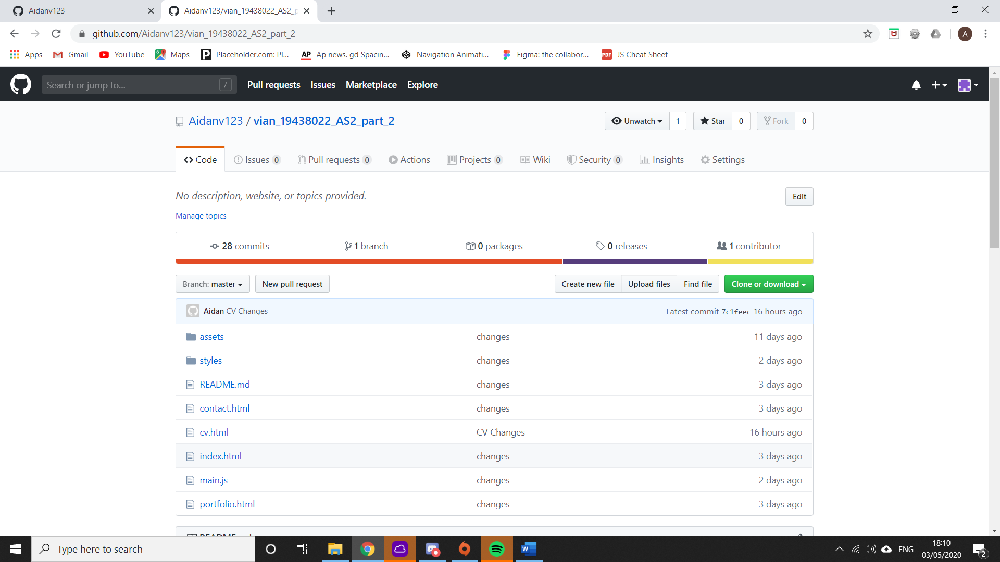 Aidanv123
Aidanv123/vian_19438022_AS2_p
github.com/Aidanv123/vian_19438022_AS2_part_2
A
Apps Gmail YouTube Maps Placeholder.com: Pl... AP Ap news. gd Spacin... Navigation Animati... Figma: the collabor... PDF JS Cheat Sheet
Search or jump to... / Pull requests Issues Marketplace Explore
Aidanv123 / vian_19438022_AS2_part_2
Unwatch 1 Star 0 Fork 0
Code Issues 0 Pull requests 0 Actions Projects 0 Wiki Security 0 Insights Settings
No description, website, or topics provided.
Edit
Manage topics
28 commits 1 branch 0 packages 0 releases 1 contributor
Branch: master New pull request Create new file Upload files Find file Clone or download
Aidan CV Changes Latest commit 7c1feec 16 hours ago
assets changes 11 days ago
styles changes 2 days ago
README.md changes 3 days ago
contact.html changes 3 days ago
cv.html CV Changes 16 hours ago
index.html changes 3 days ago
main.js changes 2 days ago
portfolio.html changes 3 days ago
README.md
Type here to search
W
ENG
18:10
03/05/2020
2